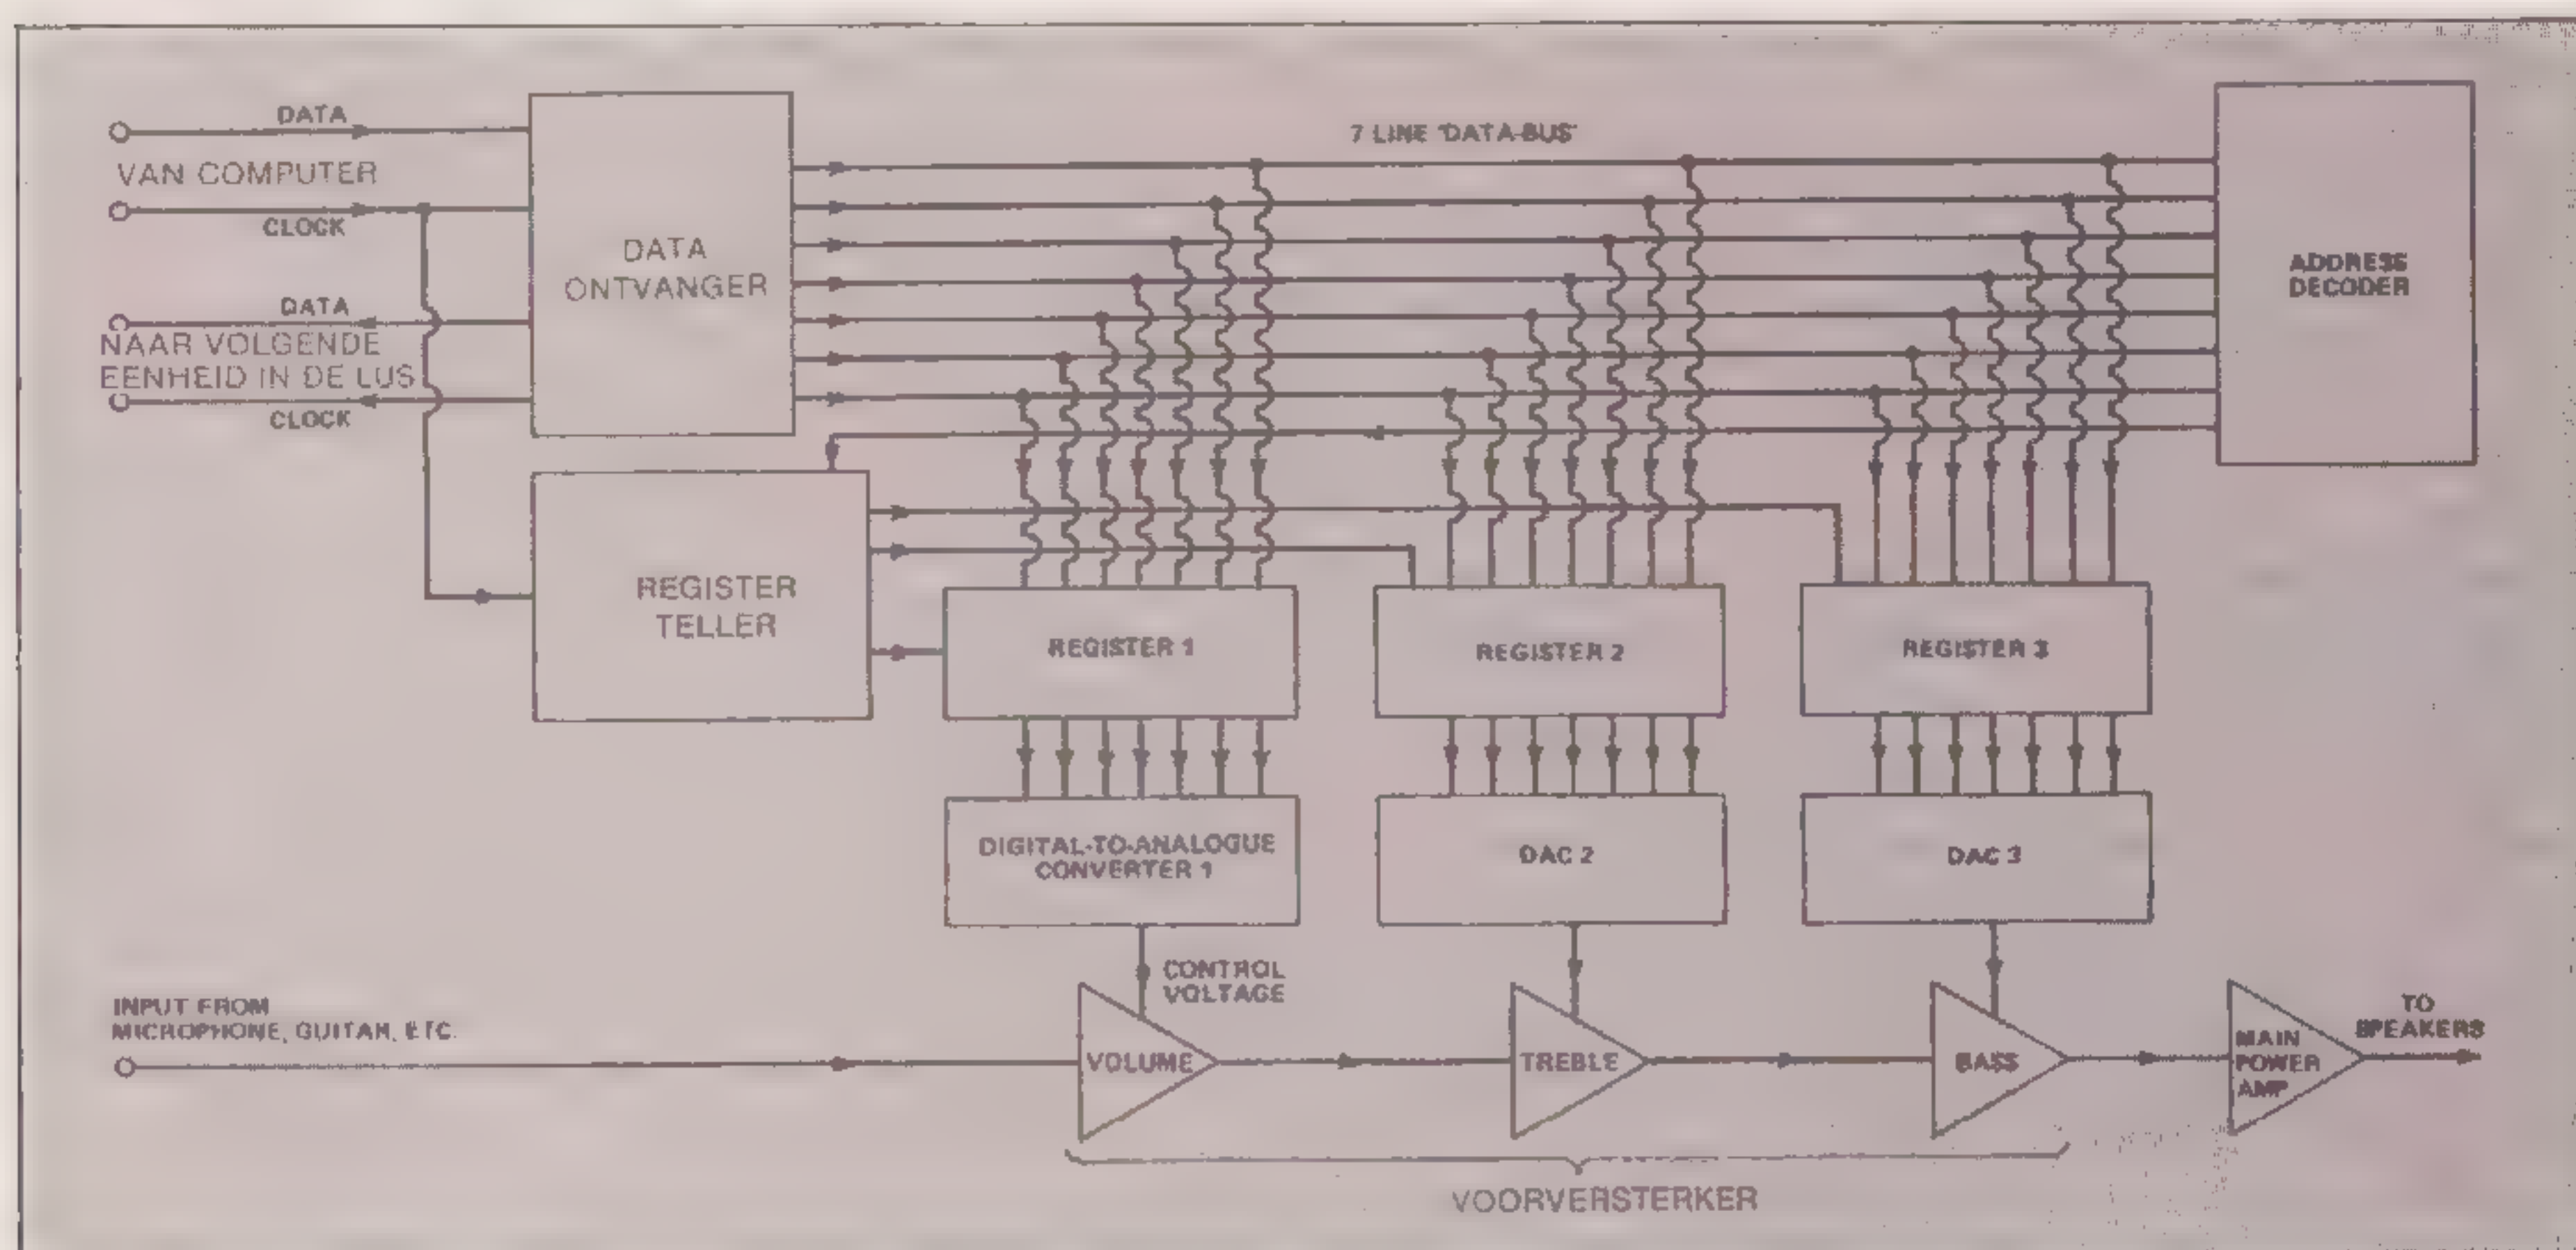 DATA
VAN COMPUTER
CLOCK
DATA
NAAR VOLGENDE
EENHEID IN DE LUS
CLOCK
DATA
ONTVANGER
7 LINE 'DATA-BUS'
ADDRESS
DECODER
REGISTER
TELLER
REGISTER 1
REGISTER 2
REGISTER 3
DIGITAL-TO-ANALOGUE
CONVERTER 1
DAC 2
DAC 3
CONTROL
VOLTAGE
INPUT FROM
MICROPHONE, GUITAR, ETC.
VOLUME
TREBLE
BASS
MAIN
POWER
AMP
TO
SPEAKERS
VOORVERSTERKER